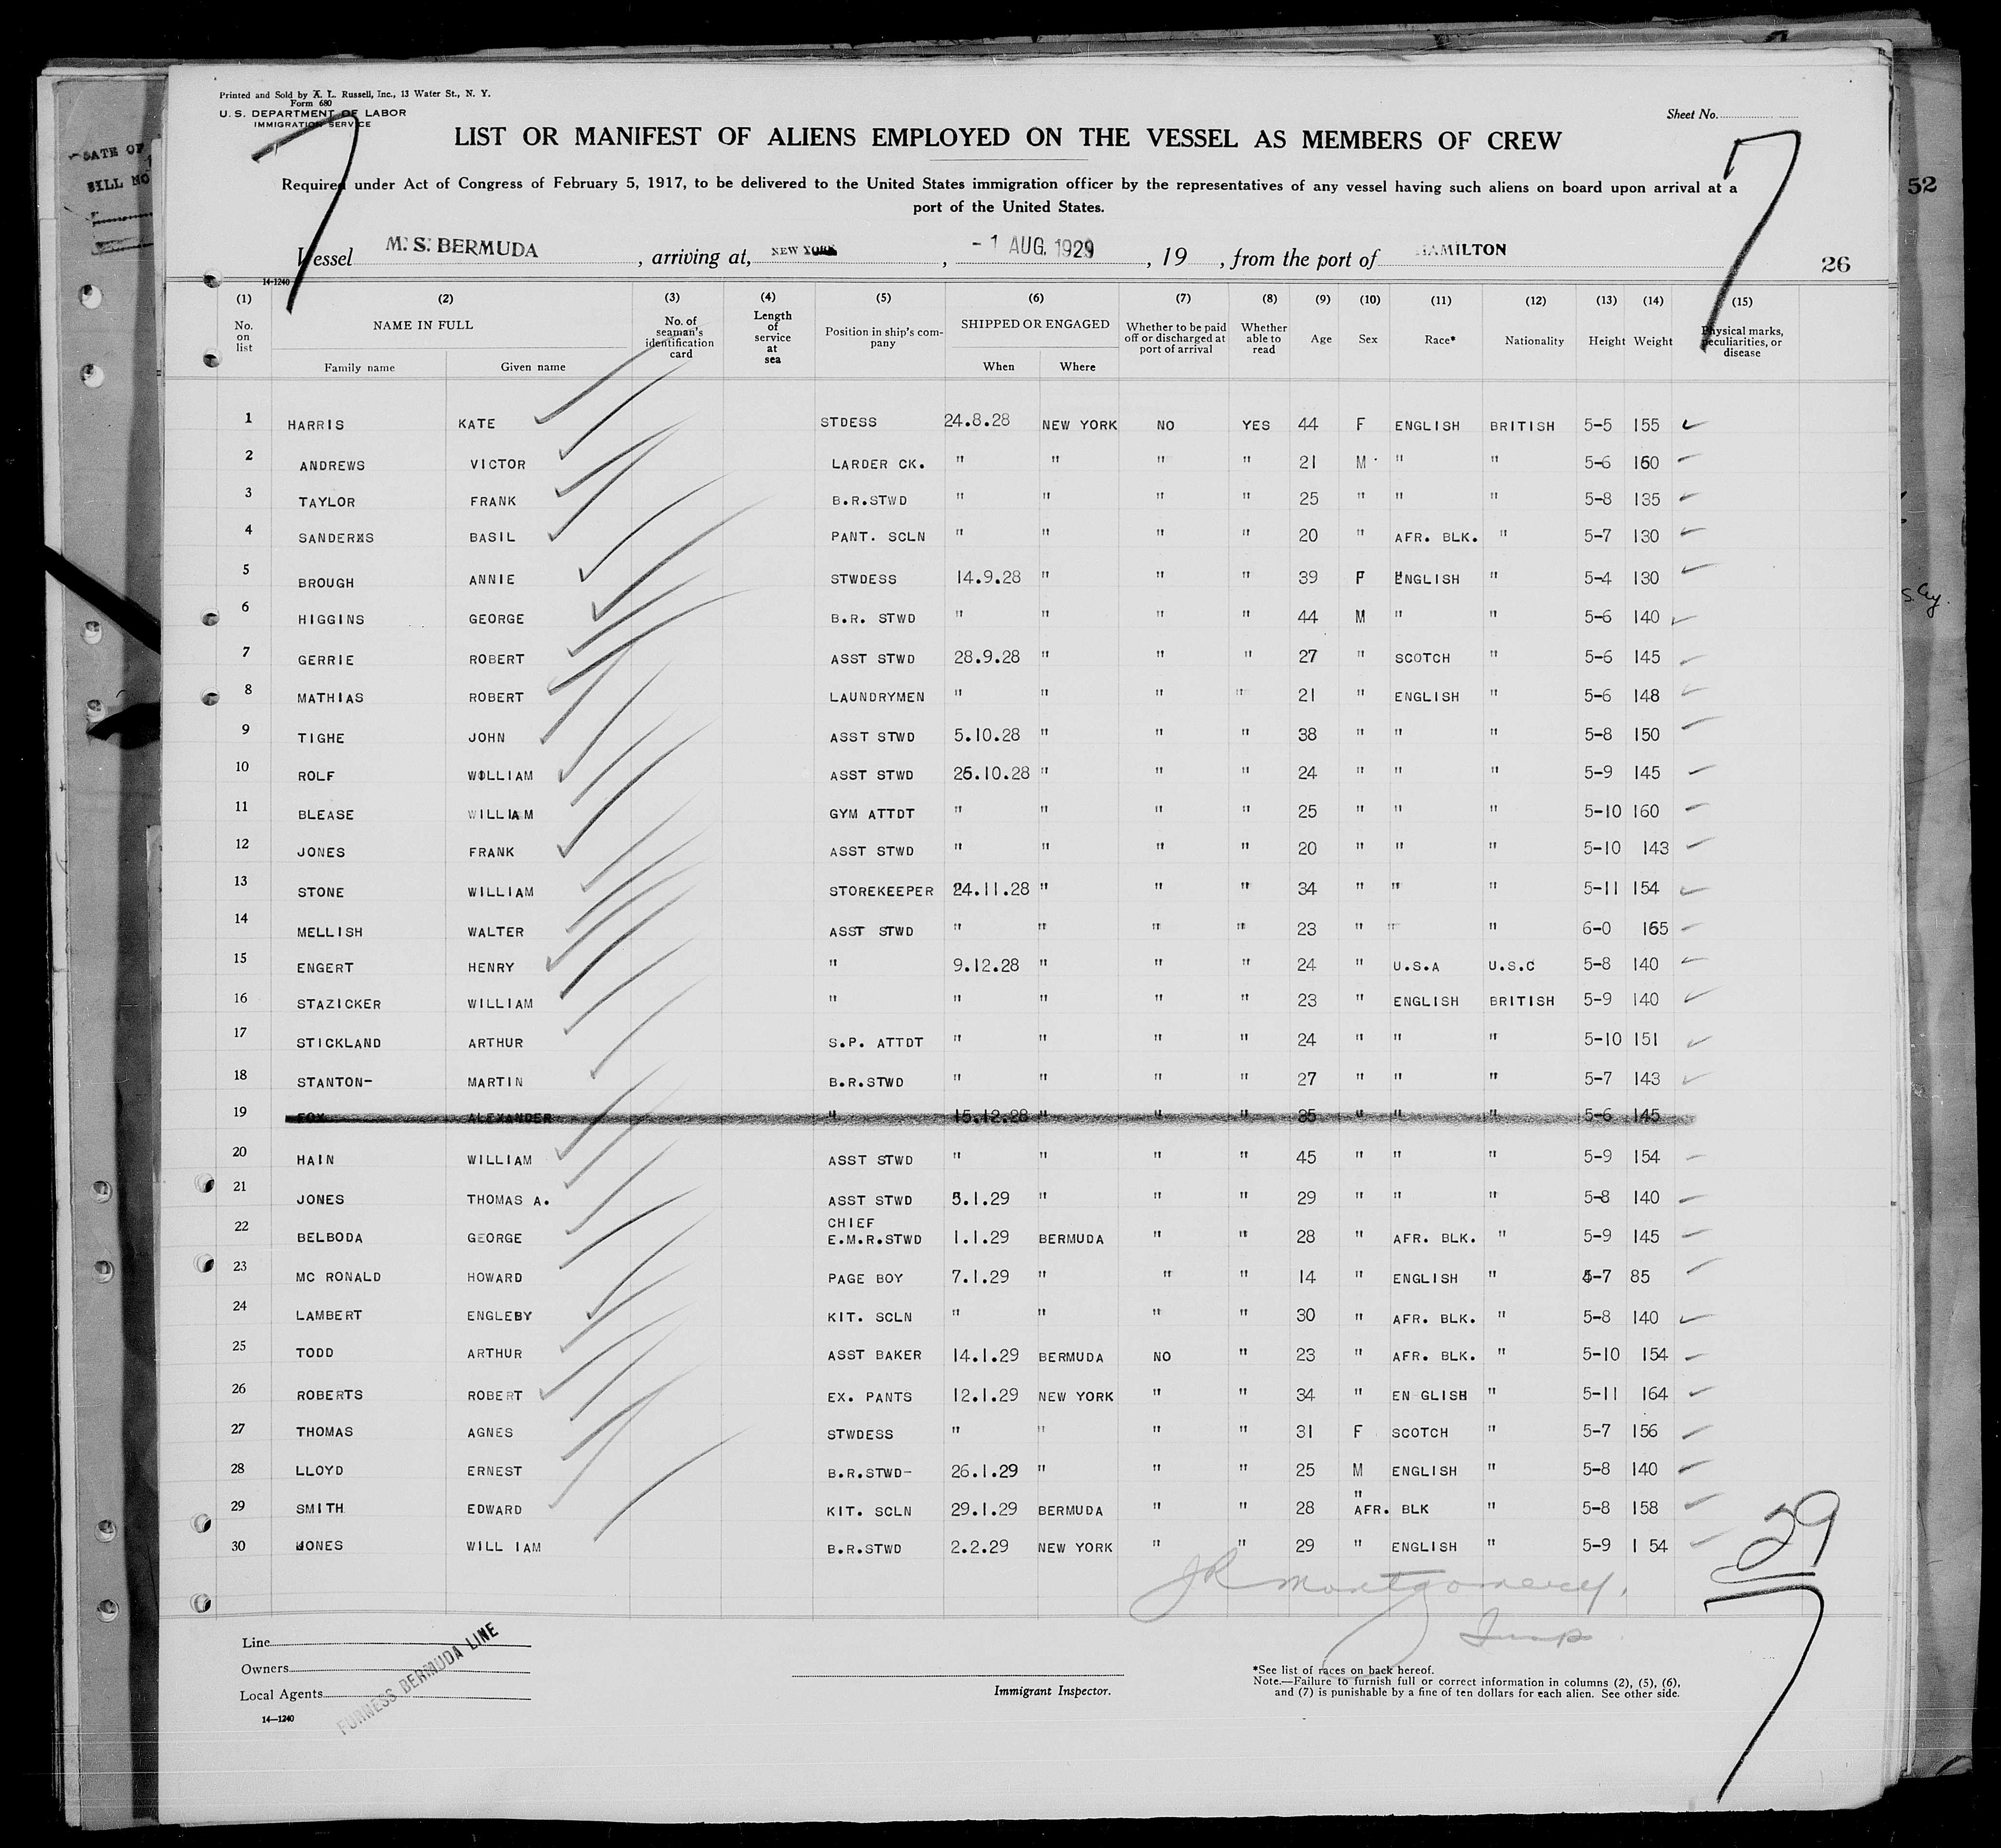 Printed and Sold by A. L. Russell, Inc., 13 Water St., N. Y.
Form 680
U. S. DEPARTMENT OF LABOR
IMMIGRATION SERVICE
Sheet No.
7
7
LIST OR MANIFEST OF ALIENS EMPLOYED ON THE VESSEL AS MEMBERS OF CREW
DATE OF
BILL NO
52
Required under Act of Congress of February 5, 1917, to be delivered to the United States immigration officer by the representatives of any vessel having such aliens on board upon arrival at a
port of the United States.
Vessel M. S. BERMUDA, arriving at, NEW YORK, - 1 AUG. 1929, 19 , from the port of HAMILTON
26
14-1240
(1) (2) (3) (4) (5) (6) (7) (8) (9) (10) (11) (12) (13) (14) (15)
No. on list NAME IN FULL No. of seaman's identification card Length of service at sea Position in ship's company SHIPPED OR ENGAGED Whether to be paid off or discharged at port of arrival Whether able to read Age Sex Race* Nationality Height Weight Physical marks, peculiarities, or disease
Family name Given name When Where
1 HARRIS KATE STDESS 24.8.28 NEW YORK NO YES 44 F ENGLISH BRITISH 5-5 155
2 ANDREWS VICTOR LARDER CK. " " " " 21 M " " 5-6 160
3 TAYLOR FRANK B.R.STWD " " " " 25 " " " 5-8 135
4 SANDERXS BASIL PANT. SCLN " " " " 20 " AFR. BLK. " 5-7 130
5 BROUGH ANNIE STWDESS 14.9.28 " " " 39 F ENGLISH " 5-4 130
6 HIGGINS GEORGE B.R. STWD " " " " 44 M " " 5-6 140
7 GERRIE ROBERT ASST STWD 28.9.28 " " " 27 " SCOTCH " 5-6 145
8 MATHIAS ROBERT LAUNDRYMEN " " " " 21 " ENGLISH " 5-6 148
9 TIGHE JOHN ASST STWD 5.10.28 " " " 38 " " " 5-8 150
10 ROLF WILLIAM ASST STWD 26.10.28 " " " 24 " " " 5-9 145
11 BLEASE WILLIAM GYM ATTDT " " " " 25 " " " 5-10 160
12 JONES FRANK ASST STWD " " " " 20 " " " 5-10 143
13 STONE WILLIAM STOREKEEPER 24.11.28 " " " 34 " " " 5-11 154
14 MELLISH WALTER ASST STWD " " " " 23 " " " 6-0 165
15 ENGERT HENRY " 9.12.28 " " " 24 " U.S.A U.S.C 5-8 140
16 STAZICKER WILLIAM " " " " " 23 " ENGLISH BRITISH 5-9 140
17 STICKLAND ARTHUR S.P. ATTDT " " " " 24 " " " 5-10 151
18 STANTON- MARTIN B.R.STWD " " " " 27 " " " 5-7 143
19 FOX ALEXANDER " 15.12.28 " " " 35 " " " 5-6 145
20 HAIN WILLIAM ASST STWD " " " " 45 " " " 5-9 154
21 JONES THOMAS A. ASST STWD 5.1.29 " " " 29 " " " 5-8 140
22 BELBODA GEORGE CHIEF E.M.R.STWD 1.1.29 BERMUDA " " 28 " AFR. BLK. " 5-9 145
23 MC RONALD HOWARD PAGE BOY 7.1.29 " " " 14 " ENGLISH " 4-7 85
24 LAMBERT ENGLEBY KIT. SCLN " " " " 30 " AFR. BLK. " 5-8 140
25 TODD ARTHUR ASST BAKER 14.1.29 BERMUDA NO " 23 " AFR. BLK. " 5-10 154
26 ROBERTS ROBERT EX. PANTS 12.1.29 NEW YORK " " 34 " EN GLISH " 5-11 164
27 THOMAS AGNES STWDESS " " " " 31 F SCOTCH " 5-7 156
28 LLOYD ERNEST B.R.STWD- 26.1.29 " " " 25 M ENGLISH " 5-8 140
29 SMITH EDWARD KIT. SCLN 29.1.29 BERMUDA " " 28 " AFR. BLK " 5-8 158
30 JONES WILL IAM B.R.STWD 2.2.29 NEW YORK " " 29 " ENGLISH " 5-9 1 54
29
JR Montgomery.
Insp
7
Line
Owners
Local Agents
FURNESS BERMUDA LINE
14—1240
Immigrant Inspector.
*See list of races on back hereof.
Note.—Failure to furnish full or correct information in columns (2), (5), (6),
and (7) is punishable by a fine of ten dollars for each alien. See other side.